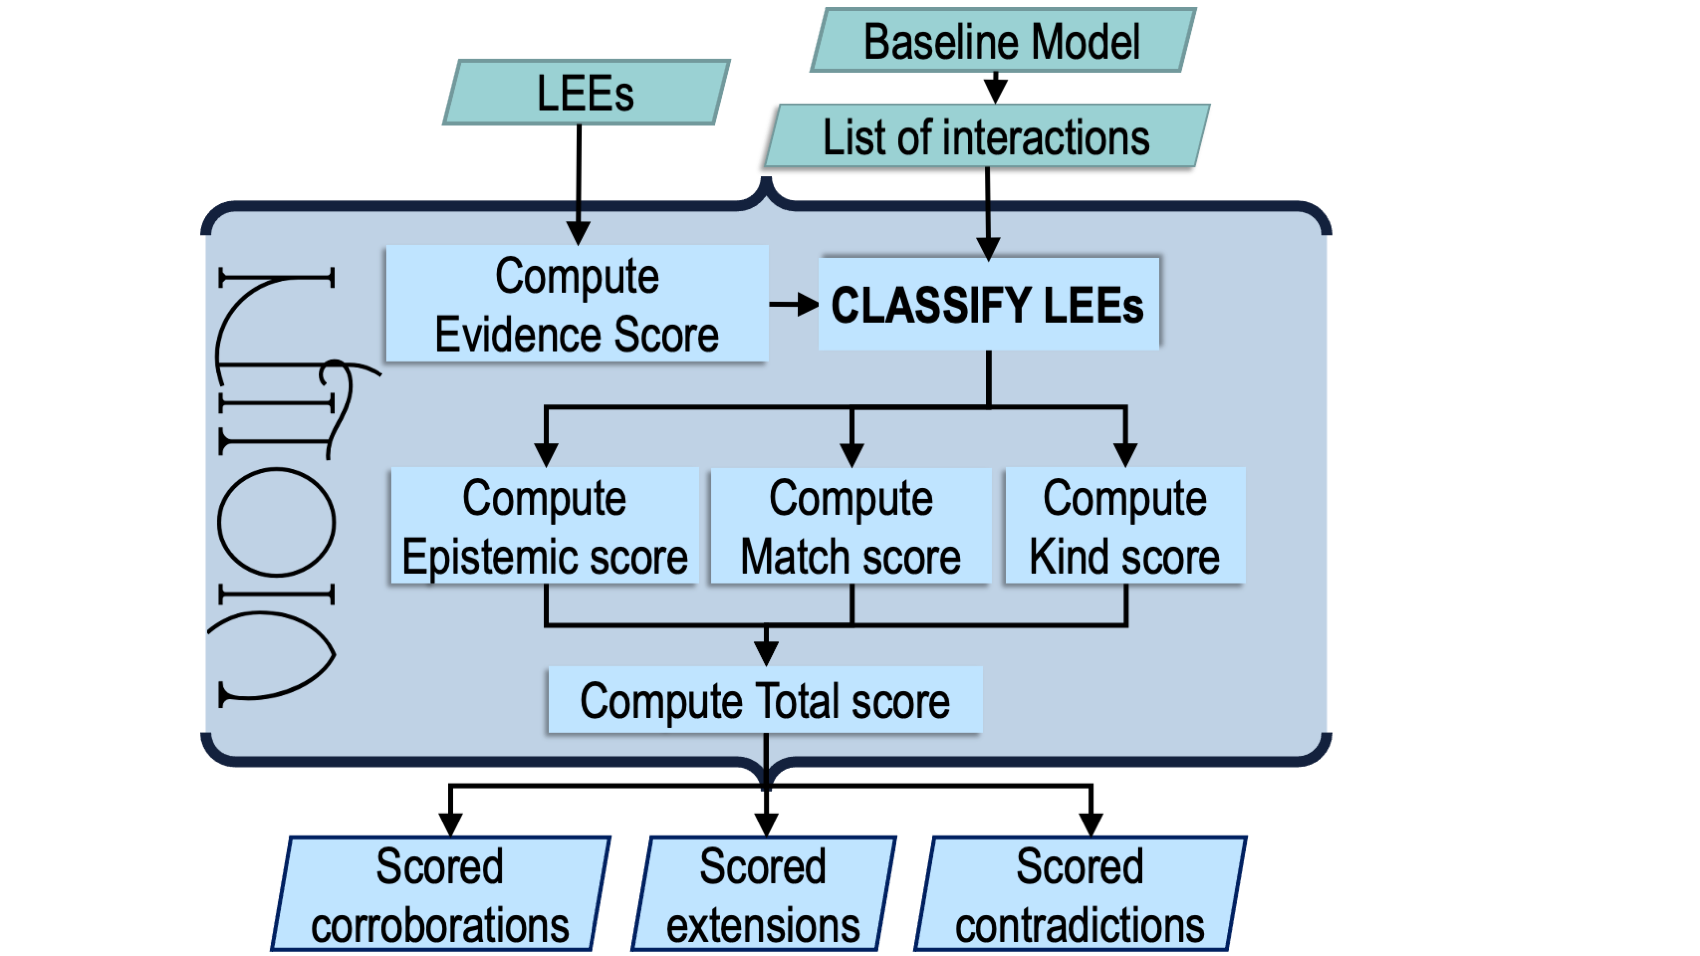 Baseline Model
LEEs
List of interactions
Compute
Evidence Score
CLASSIFY LEEs
VIOLIN
Compute
Epistemic score
Compute
Match score
Compute
Kind score
Compute Total score
Scored
corroborations
Scored
extensions
Scored
contradictions